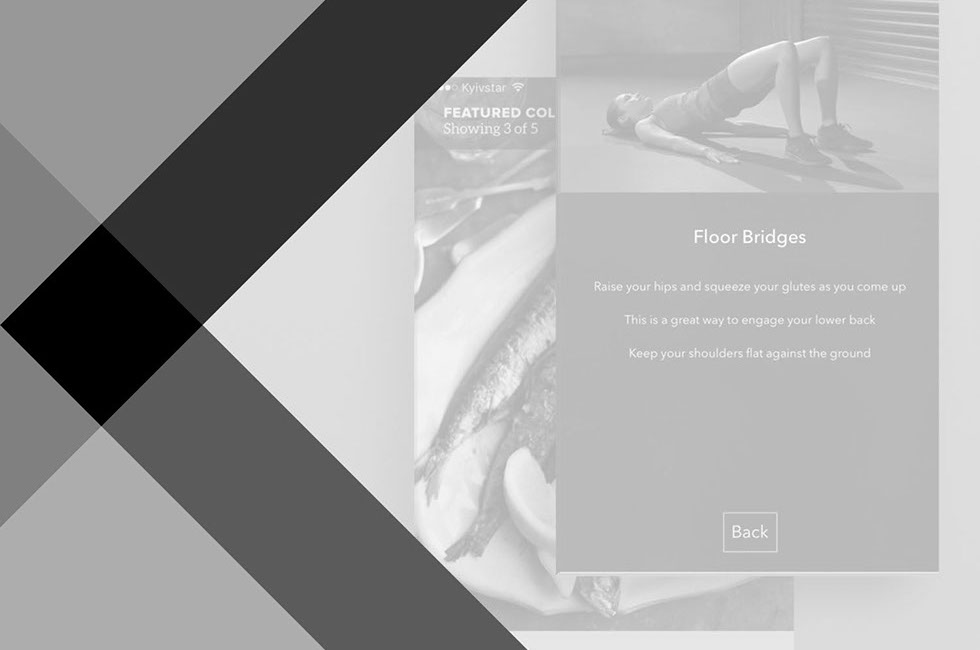 Kyivstar
FEATURED COL
Showing 3 of 5
Floor Bridges
Raise your hips and squeeze your glutes as you come up
This is a great way to engage your lower back
Keep your shoulders flat against the ground
Back